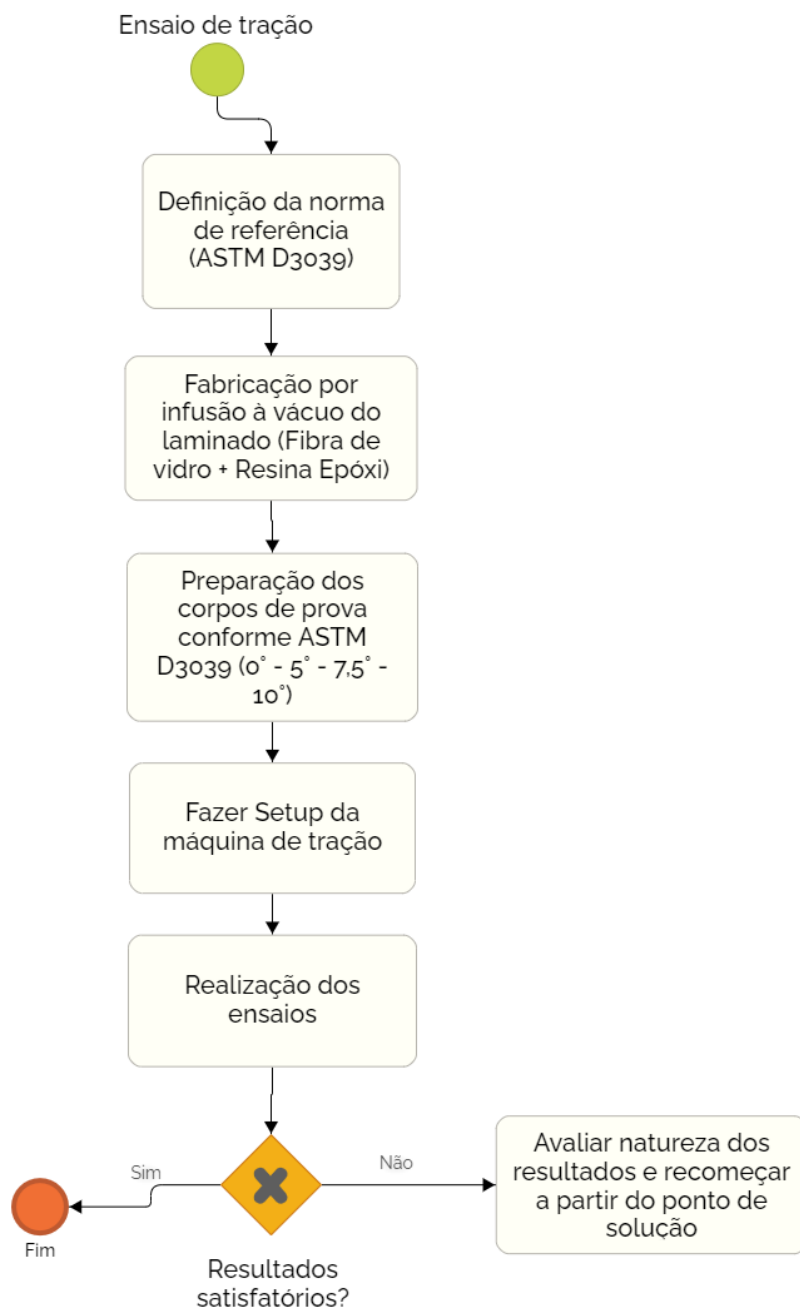 Ensaio de tração
Definição da norma
de referência
(ASTM D3039)
Fabricação por
infusão à vácuo do
laminado (Fibra de
vidro + Resina Epóxi)
Preparação dos
corpos de prova
conforme ASTM
D3039 (0° - 5° - 7,5° -
10°)
Fazer Setup da
máquina de tração
Realização dos
ensaios
Sim
Não
Avaliar natureza dos
resultados e recomeçar
a partir do ponto de
solução
Fim
Resultados
satisfatórios?